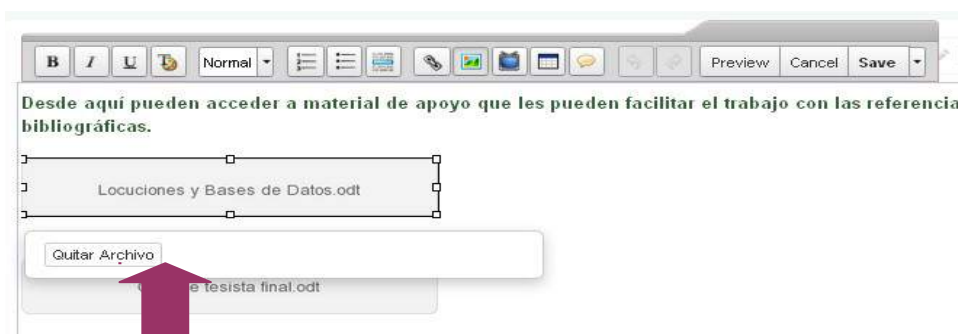 B I U Normal Preview Cancel Save
Desde aquí pueden acceder a material de apoyo que les pueden facilitar el trabajo con las referencia
bibliográficas.
Locuciones y Bases de Datos.odt
Quitar Archivo
tesista final.odt